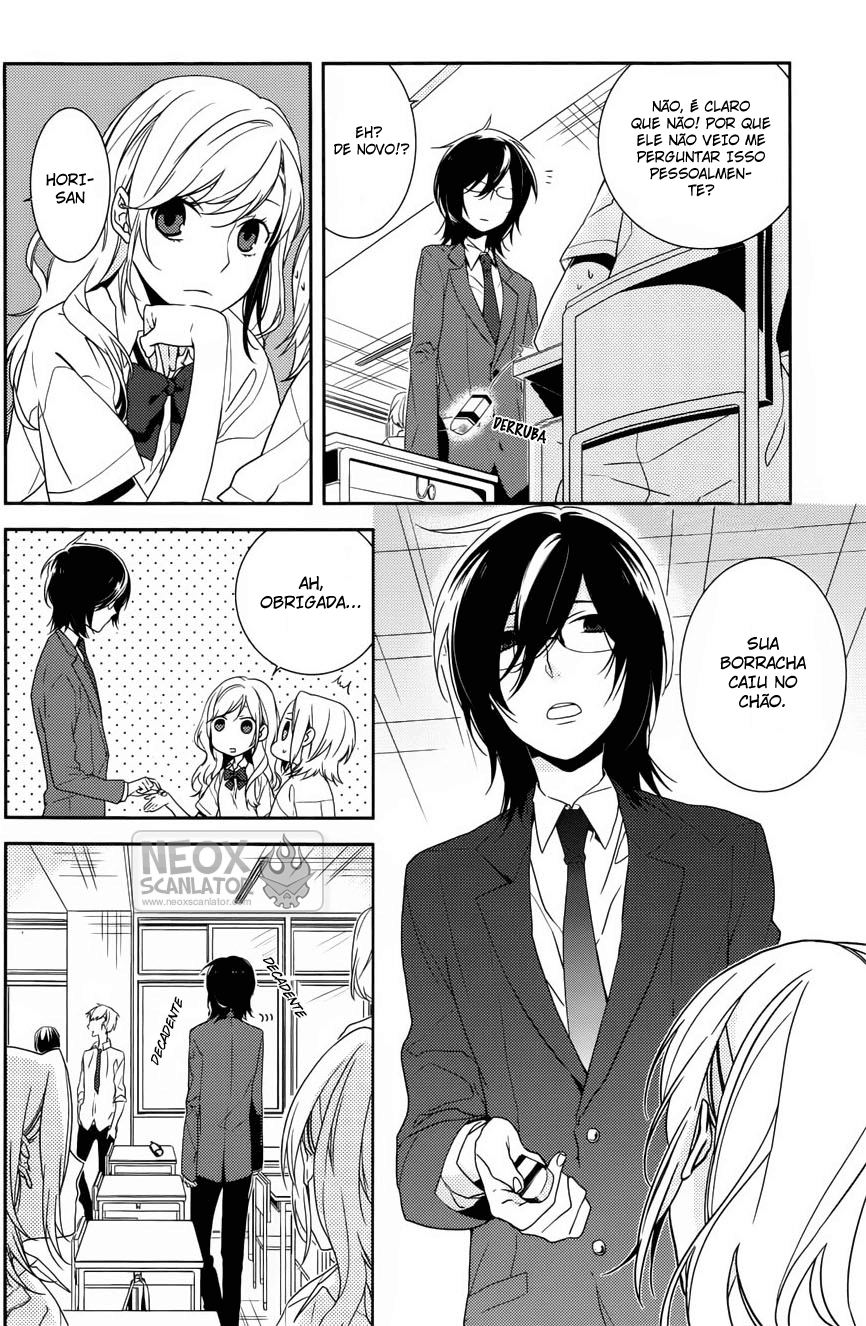 NÃO, É CLARO
QUE NÃO! POR QUE
ELE NÃO VEIO ME
PERGUNTAR ISSO
PESSOALMEN-
TE?
EH?
DE NOVO!?
DERRUBA
HORI-
SAN
SUA
BORRACHA
CAIU NO
CHÃO.
AH,
OBRIGADA...
NEOX
SCANLATOR
www.neoxscanlator.com
DECADENTE
DECADENTE